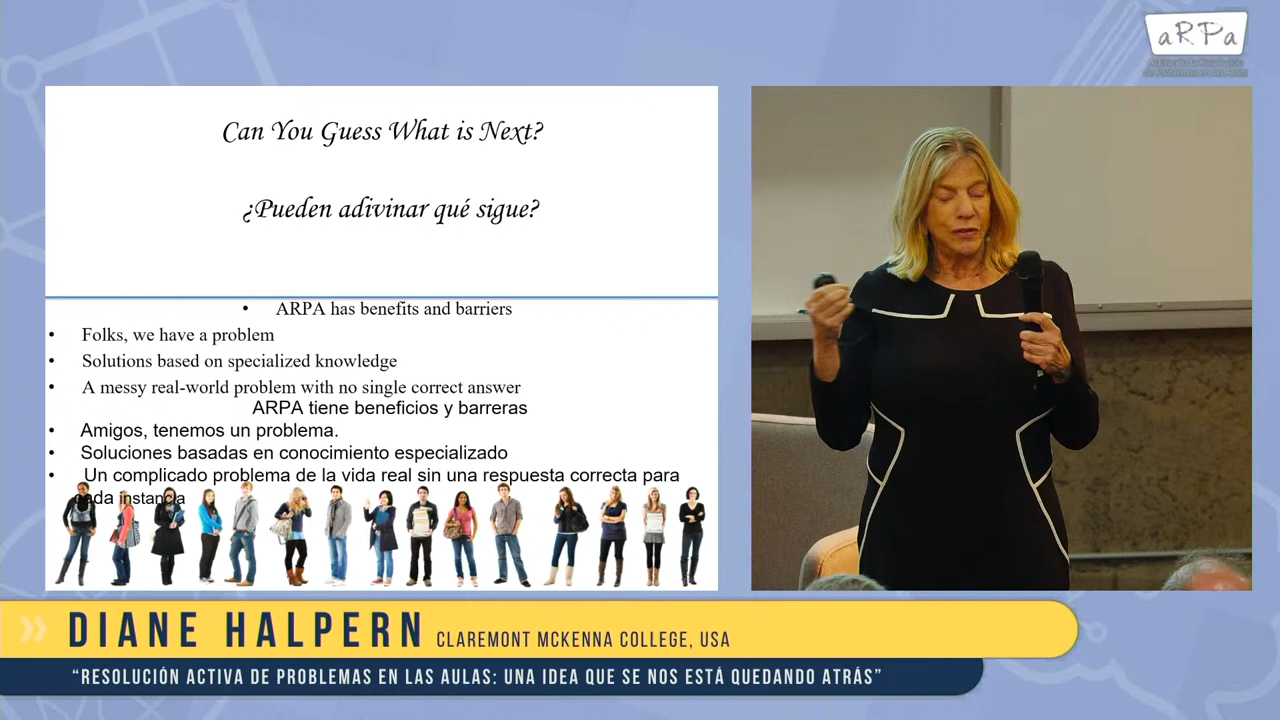 aRPa
Can You Guess What is Next?
¿Pueden adivinar qué sigue?
• ARPA has benefits and barriers
• Folks, we have a problem
• Solutions based on specialized knowledge
• A messy real-world problem with no single correct answer
ARPA tiene beneficios y barreras
• Amigos, tenemos un problema.
• Soluciones basadas en conocimiento especializado
• Un complicado problema de la vida real sin una respuesta correcta para
cada instancia
» DIANE HALPERN CLAREMONT MCKENNA COLLEGE, USA
“RESOLUCIÓN ACTIVA DE PROBLEMAS EN LAS AULAS: UNA IDEA QUE SE NOS ESTÁ QUEDANDO ATRÁS”